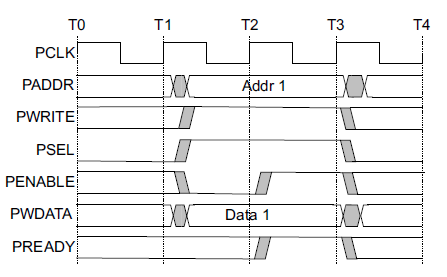 T0 T1 T2 T3 T4
PCLK
PADDR Addr 1
PWRITE
PSEL
PENABLE
PWDATA Data 1
PREADY